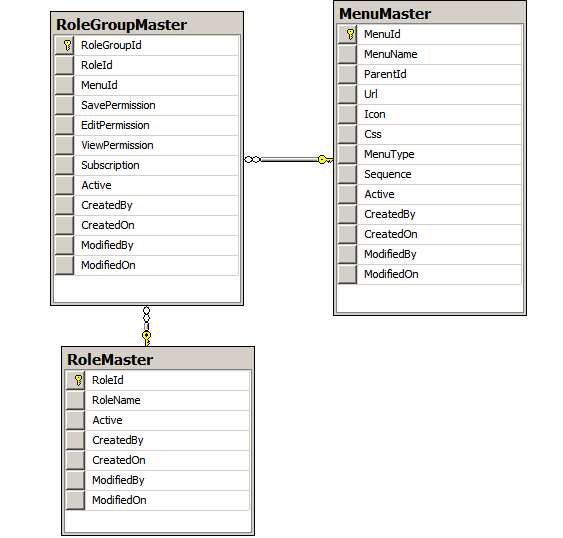 RoleGroupMaster
RoleGroupId
RoleId
MenuId
SavePermission
EditPermission
ViewPermission
Subscription
Active
CreatedBy
CreatedOn
ModifiedBy
ModifiedOn
MenuMaster
MenuId
MenuName
ParentId
Url
Icon
Css
MenuType
Sequence
Active
CreatedBy
CreatedOn
ModifiedBy
ModifiedOn
RoleMaster
RoleId
RoleName
Active
CreatedBy
CreatedOn
ModifiedBy
ModifiedOn